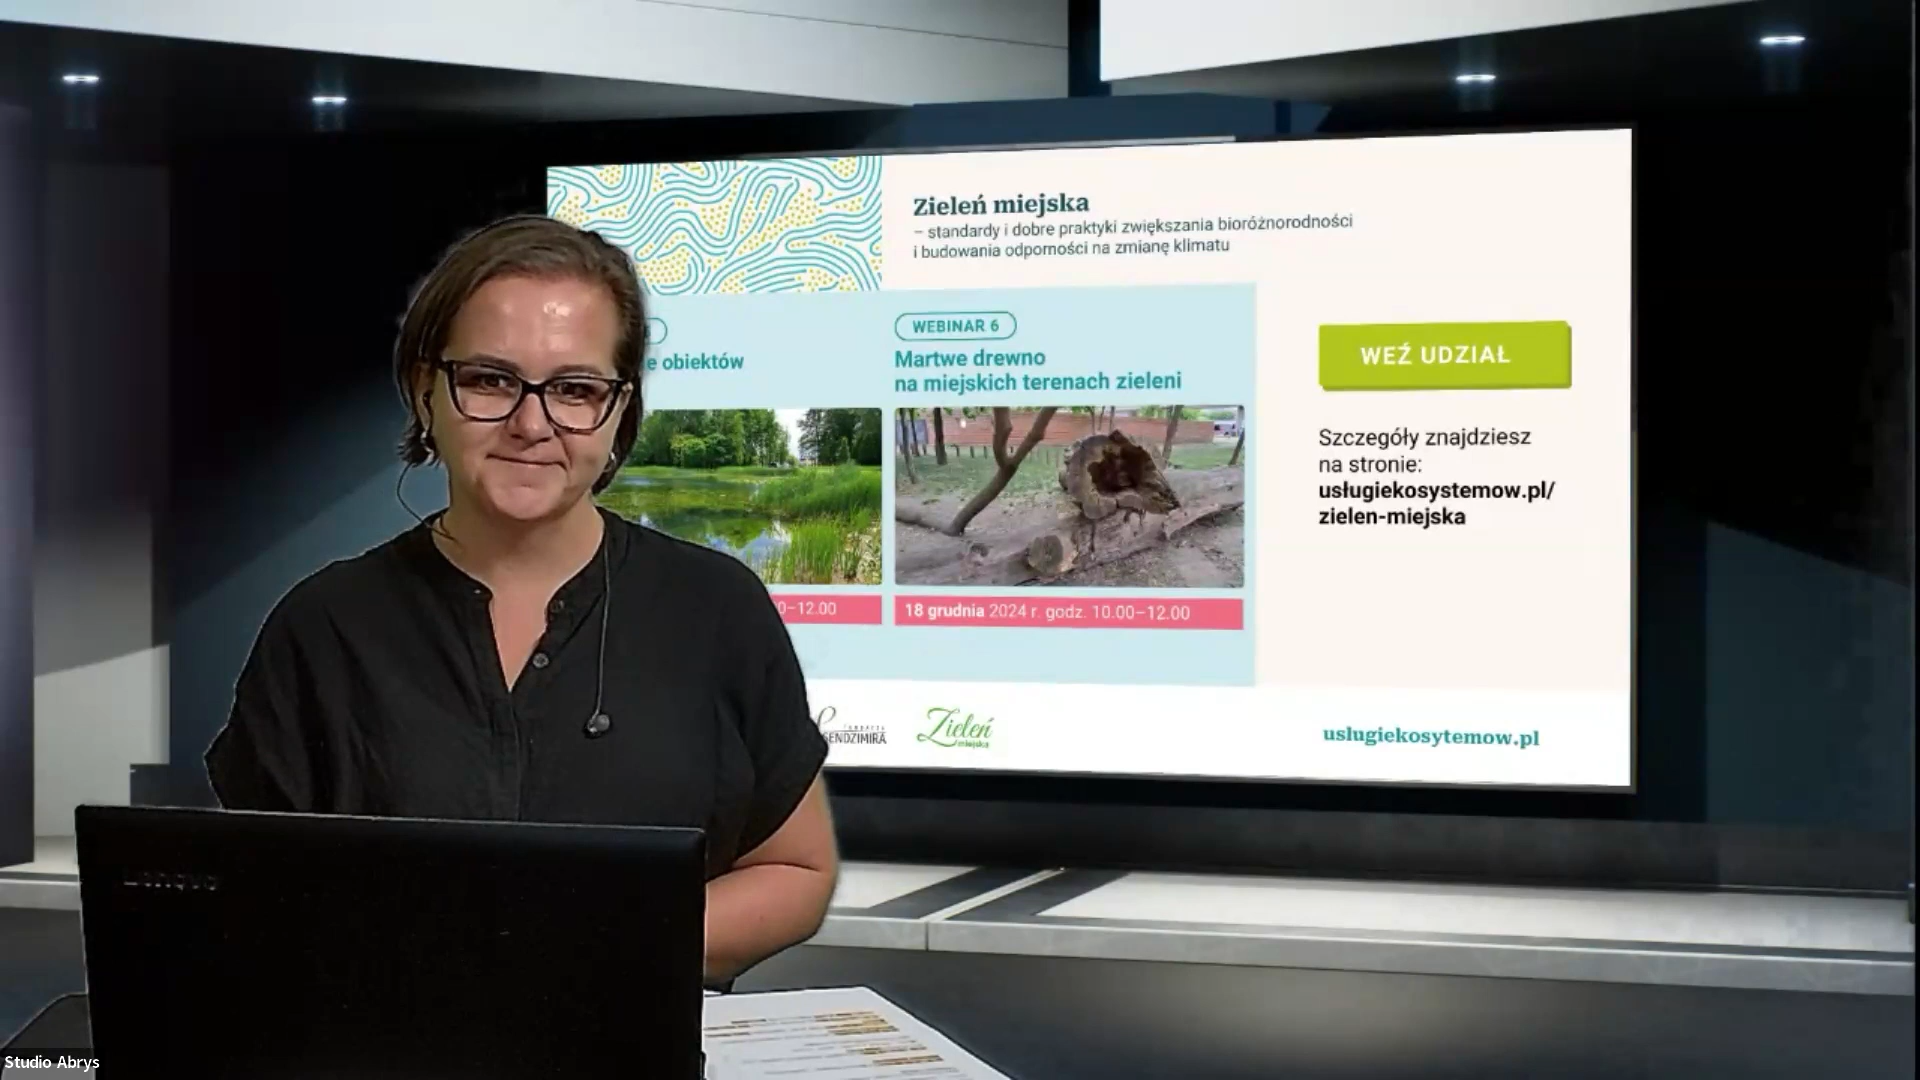 Zieleń miejska
– standardy i dobre praktyki zwiększania bioróżnorodności
i budowania odporności na zmianę klimatu
e obiektów
WEBINAR 6
Martwe drewno
na miejskich terenach zieleni
0–12.00
18 grudnia 2024 r. godz. 10.00–12.00
WEŹ UDZIAŁ
Szczegóły znajdziesz
na stronie:
usługiekosystemow.pl/
zielen-miejska
SENDZIMIRA
Zieleń
miejska
uslugiekosytemow.pl
Lenovo
Studio Abrys